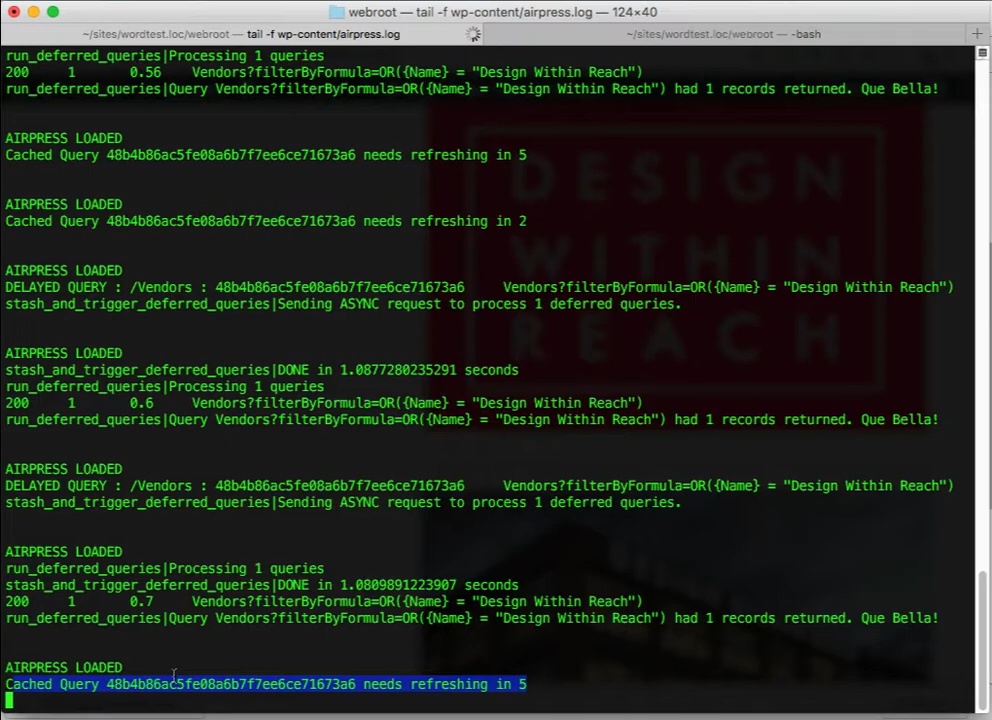 webroot — tail -f wp-content/airpress.log — 124×40
~/sites/wordtest.loc/webroot — tail -f wp-content/airpress.log
~/sites/wordtest.loc/webroot — -bash
run_deferred_queries|Processing 1 queries
200 1 0.56 Vendors?filterByFormula=OR({Name} = "Design Within Reach")
run_deferred_queries|Query Vendors?filterByFormula=OR({Name} = "Design Within Reach") had 1 records returned. Que Bella!
AIRPRESS LOADED
Cached Query 48b4b86ac5fe08a6b7f7ee6ce71673a6 needs refreshing in 5
AIRPRESS LOADED
Cached Query 48b4b86ac5fe08a6b7f7ee6ce71673a6 needs refreshing in 2
AIRPRESS LOADED
DELAYED QUERY : /Vendors : 48b4b86ac5fe08a6b7f7ee6ce71673a6 Vendors?filterByFormula=OR({Name} = "Design Within Reach")
stash_and_trigger_deferred_queries|Sending ASYNC request to process 1 deferred queries.
AIRPRESS LOADED
stash_and_trigger_deferred_queries|DONE in 1.0877280235291 seconds
run_deferred_queries|Processing 1 queries
200 1 0.6 Vendors?filterByFormula=OR({Name} = "Design Within Reach")
run_deferred_queries|Query Vendors?filterByFormula=OR({Name} = "Design Within Reach") had 1 records returned. Que Bella!
AIRPRESS LOADED
DELAYED QUERY : /Vendors : 48b4b86ac5fe08a6b7f7ee6ce71673a6 Vendors?filterByFormula=OR({Name} = "Design Within Reach")
stash_and_trigger_deferred_queries|Sending ASYNC request to process 1 deferred queries.
AIRPRESS LOADED
run_deferred_queries|Processing 1 queries
stash_and_trigger_deferred_queries|DONE in 1.0809891223907 seconds
200 1 0.7 Vendors?filterByFormula=OR({Name} = "Design Within Reach")
run_deferred_queries|Query Vendors?filterByFormula=OR({Name} = "Design Within Reach") had 1 records returned. Que Bella!
AIRPRESS LOADED
Cached Query 48b4b86ac5fe08a6b7f7ee6ce71673a6 needs refreshing in 5
DESIGN
WITHIN
REACH